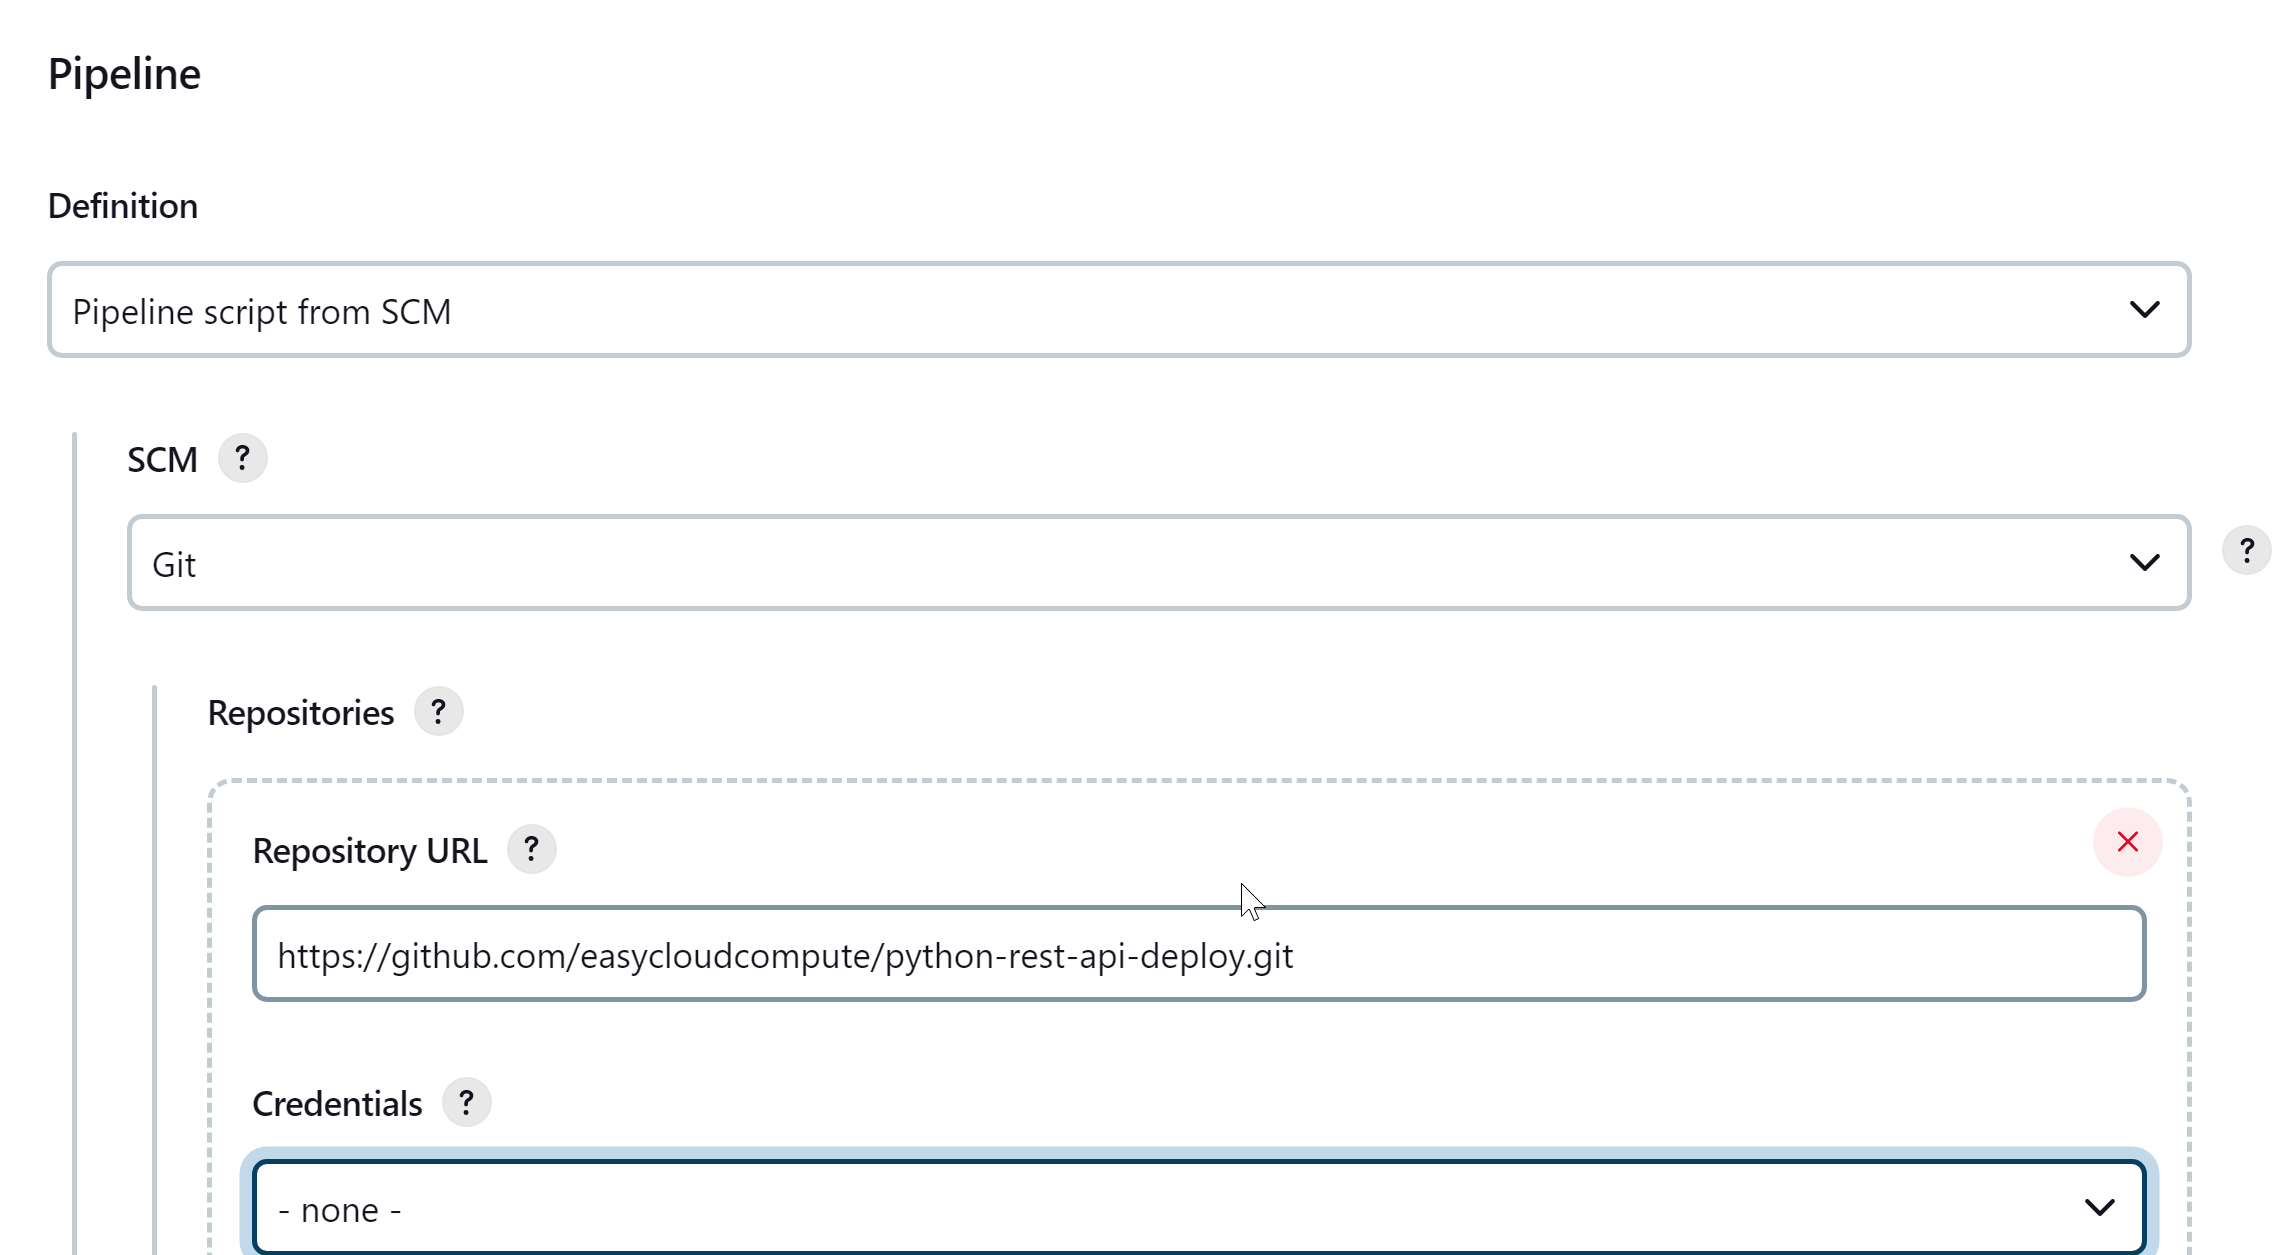 Pipeline
Definition
Pipeline script from SCM
SCM ?
Git
?
Repositories ?
Repository URL ?
https://github.com/easycloudcompute/python-rest-api-deploy.git
Credentials ?
- none -